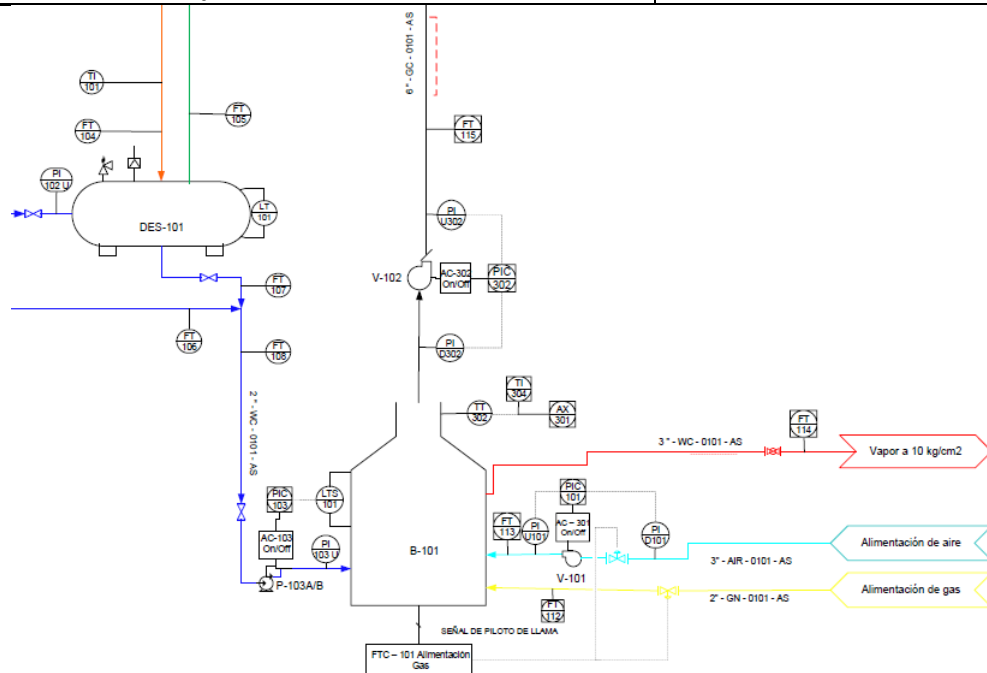 6" - GC - 0101 - AS
TI
101
FT
104
FT
105
FT
115
PI
102 U
LT
101
DES-101
PI
U302
V-102
AC-302
On/Off
PIC
302
FT
107
FT
106
FT
108
PI
D302
2" - WC - 0101 - AS
TT
302
TI
304
AX
301
3" - WC - 0101 - AS
FT
114
Vapor a 10 kg/cm2
PIC
103
LTS
101
PIC
101
AC-103
On/Off
PI
103 U
B-101
FT
113
PI
U101
AC – 301
On/Off
PI
D101
Alimentación de aire
V-101
3" - AIR - 0101 - AS
P-103A/B
Alimentación de gas
2" - GN - 0101 - AS
FT
112
SEÑAL DE PILOTO DE LLAMA
FTC – 101 Alimentación
Gas